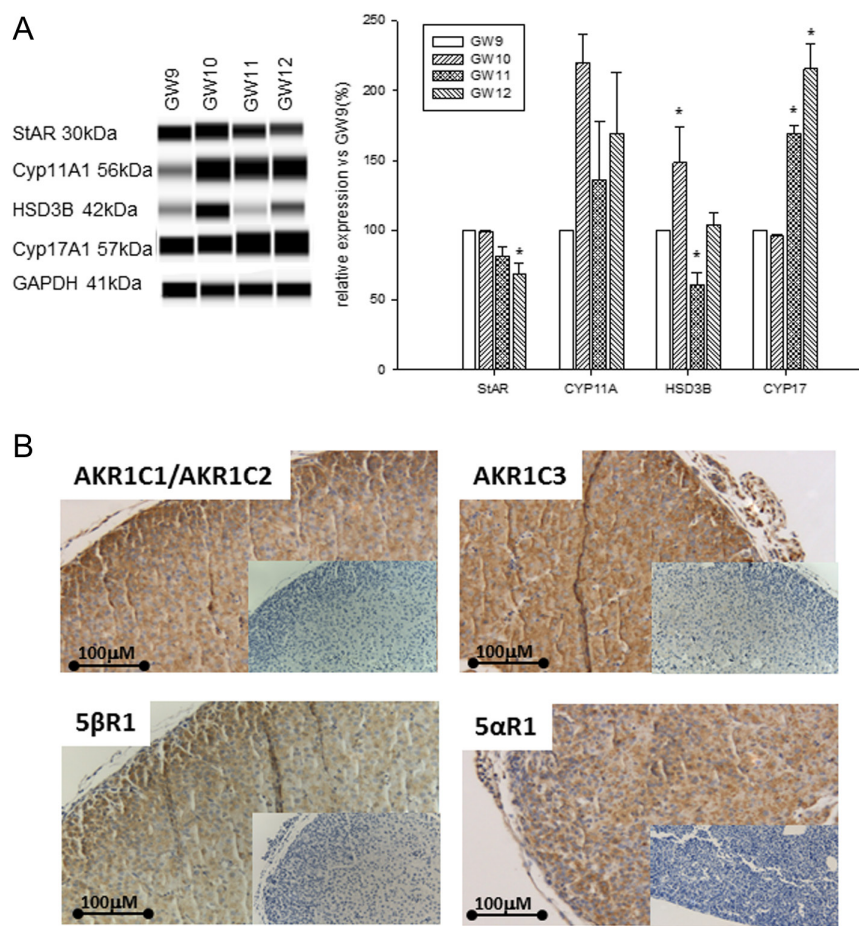 A
GW9
GW10
GW11
GW12
StAR 30kDa
Cyp11A1 56kDa
HSD3B 42kDa
Cyp17A1 57kDa
GAPDH 41kDa
relative expression vs GW9(%)
250
200
150
100
50
0
GW9
GW10
GW11
GW12
*
*
*
*
*
StAR
CYP11A
HSD3B
CYP17
B
AKR1C1/AKR1C2
100µM
AKR1C3
100µM
5βR1
100µM
5αR1
100µM